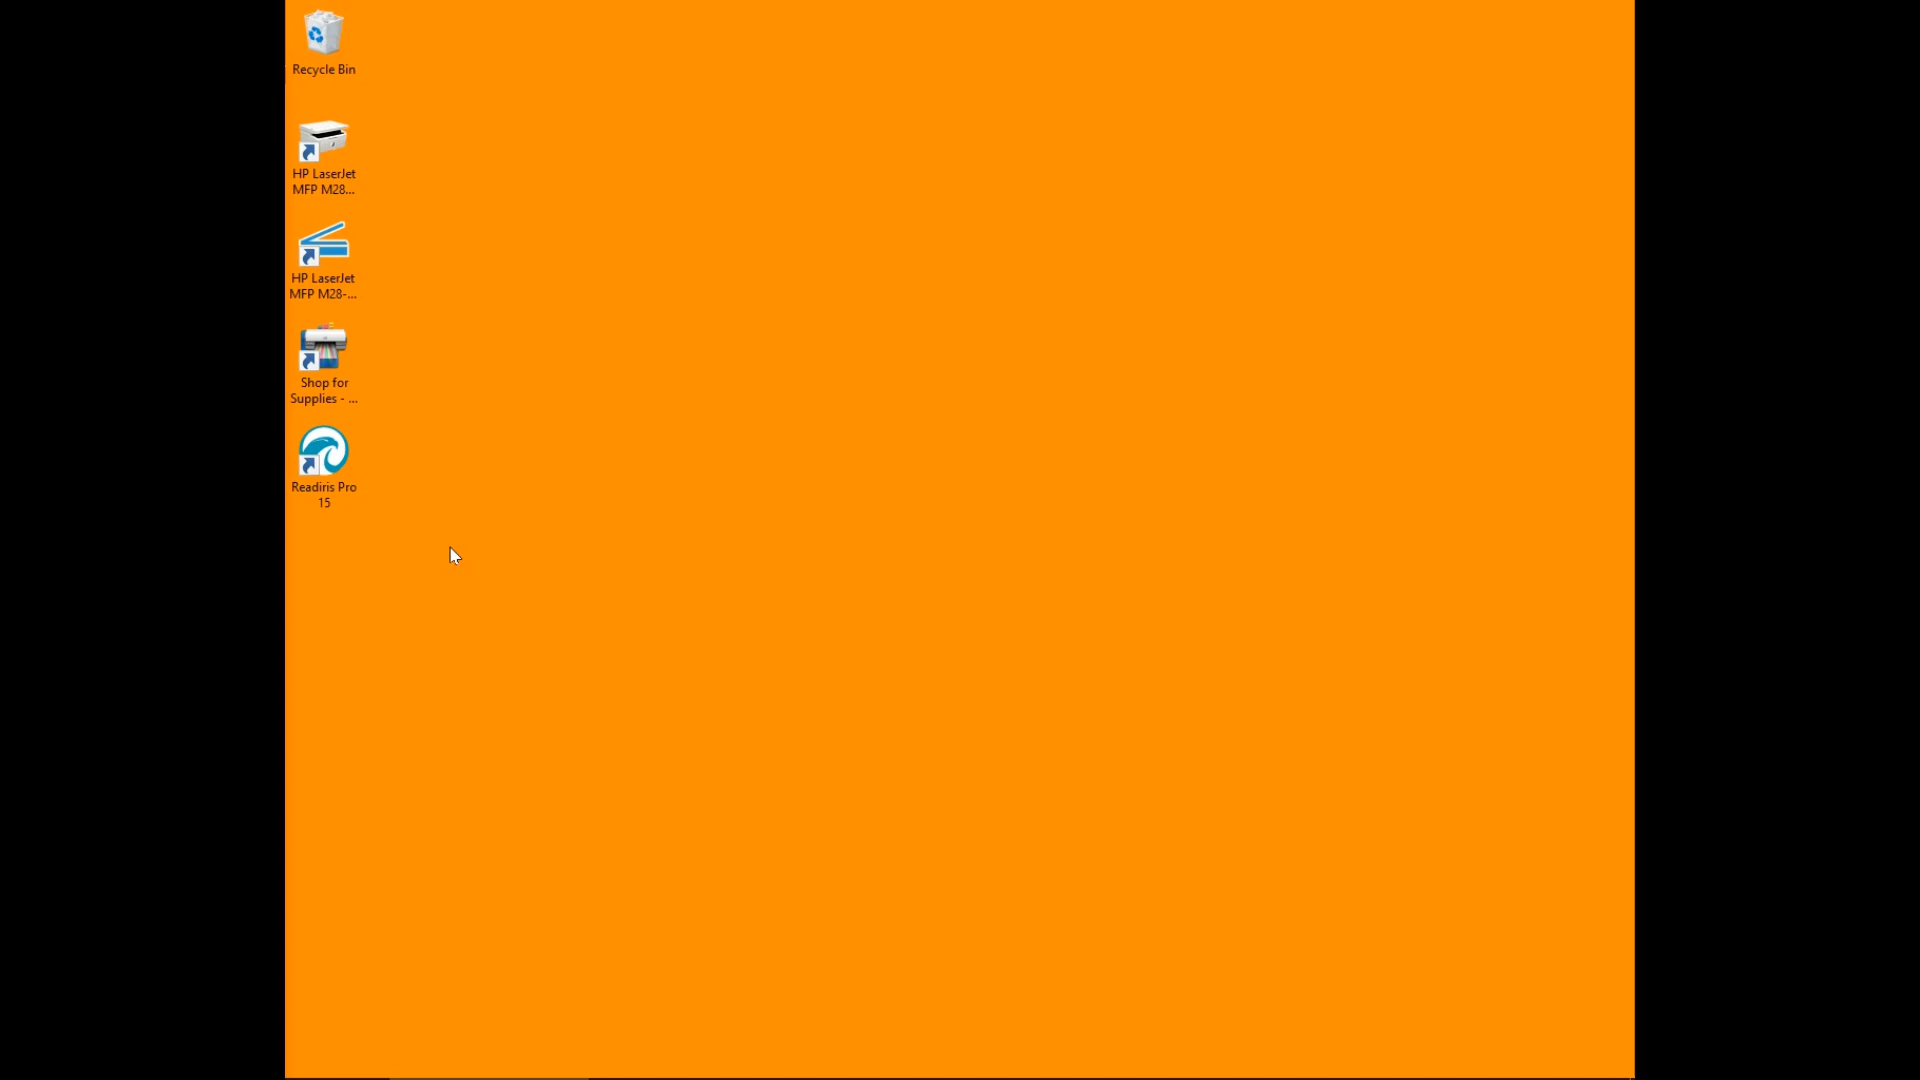 Recycle Bin
HP LaserJet
MFP M28...
HP LaserJet
MFP M28-...
Shop for
Supplies - ...
Readiris Pro
15